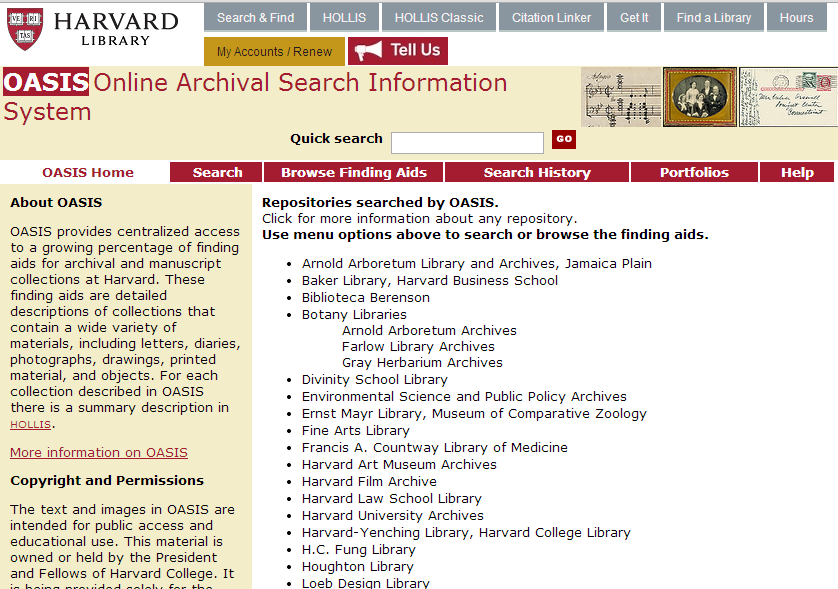 VE RI TAS
HARVARD
LIBRARY
Search & Find
HOLLIS
HOLLIS Classic
Citation Linker
Get It
Find a Library
Hours
My Accounts / Renew
Tell Us
OASIS Online Archival Search Information
System
Adagio
Quick search
GO
OASIS Home
Search
Browse Finding Aids
Search History
Portfolios
Help
About OASIS
OASIS provides centralized access
to a growing percentage of finding
aids for archival and manuscript
collections at Harvard. These
finding aids are detailed
descriptions of collections that
contain a wide variety of
materials, including letters, diaries,
photographs, drawings, printed
material, and objects. For each
collection described in OASIS
there is a summary description in
HOLLIS.
More information on OASIS
Copyright and Permissions
The text and images in OASIS are
intended for public access and
educational use. This material is
owned or held by the President
and Fellows of Harvard College. It
is being provided solely for the
Repositories searched by OASIS.
Click for more information about any repository.
Use menu options above to search or browse the finding aids.
• Arnold Arboretum Library and Archives, Jamaica Plain
• Baker Library, Harvard Business School
• Biblioteca Berenson
• Botany Libraries
Arnold Arboretum Archives
Farlow Library Archives
Gray Herbarium Archives
• Divinity School Library
• Environmental Science and Public Policy Archives
• Ernst Mayr Library, Museum of Comparative Zoology
• Fine Arts Library
• Francis A. Countway Library of Medicine
• Harvard Art Museum Archives
• Harvard Film Archive
• Harvard Law School Library
• Harvard University Archives
• Harvard-Yenching Library, Harvard College Library
• H.C. Fung Library
• Houghton Library
• Loeb Design Library